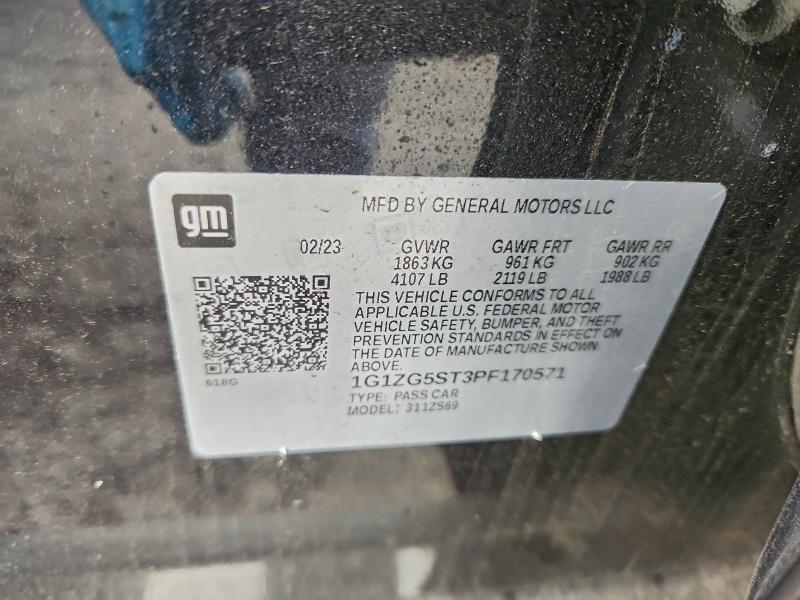 gm
MFD BY GENERAL MOTORS LLC
02/23 GVWR GAWR FRT GAWR RR
1863 KG 961 KG 902 KG
4107 LB 2119 LB 1988 LB
THIS VEHICLE CONFORMS TO ALL
APPLICABLE U.S. FEDERAL MOTOR
VEHICLE SAFETY, BUMPER, AND THEFT
PREVENTION STANDARDS IN EFFECT ON
THE DATE OF MANUFACTURE SHOWN
ABOVE.
618G
1G1ZG5ST3PF170571
TYPE: PASS CAR
MODEL: 311ZS69